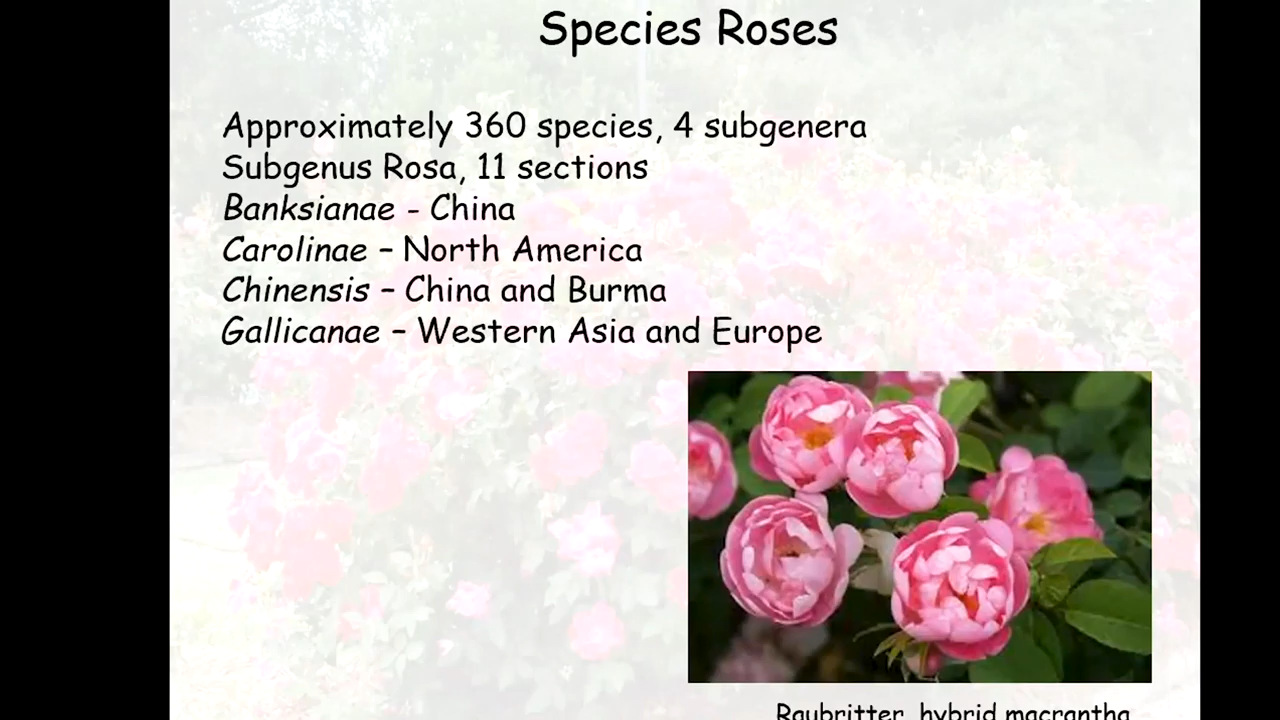 Species Roses
Approximately 360 species, 4 subgenera
Subgenus Rosa, 11 sections
Banksianae - China
Carolinae – North America
Chinensis – China and Burma
Gallicanae – Western Asia and Europe
Raubritter, hybrid macrantha